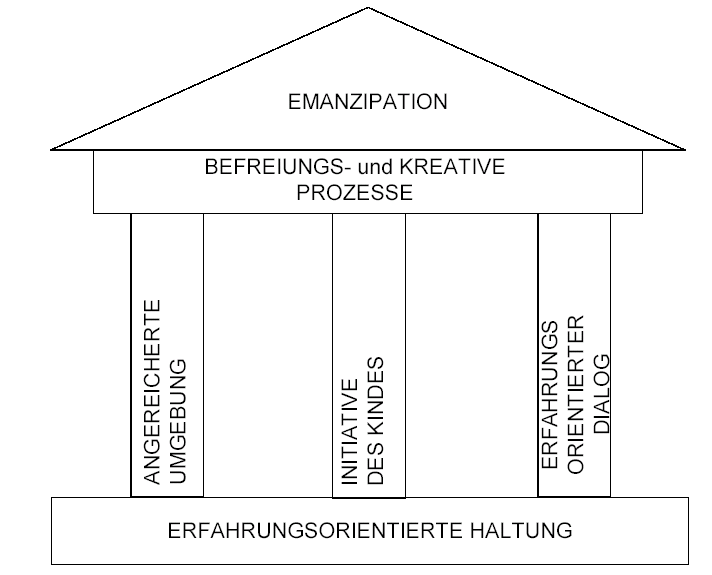 EMANZIPATION
BEFREIUNGS- und KREATIVE
PROZESSE
ANGEREICHERTE
UMGEBUNG
INITIATIVE
DES KINDES
ERFAHRUNGS
ORIENTIERTER
DIALOG
ERFAHRUNGSORIENTIERTE HALTUNG